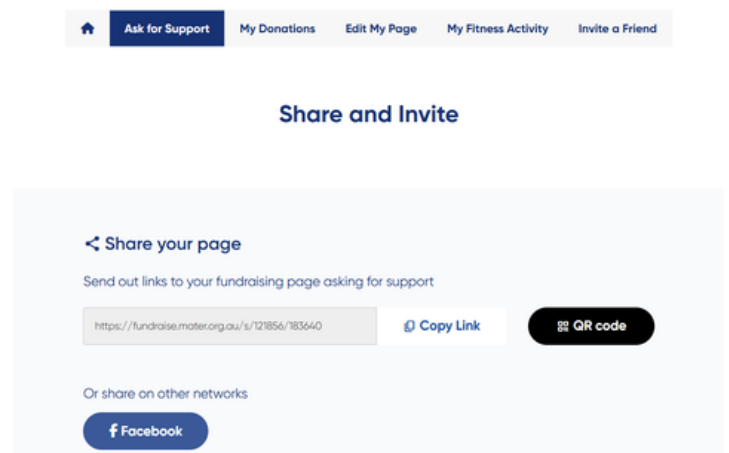 Ask for Support My Donations Edit My Page My Fitness Activity Invite a Friend
Share and Invite
Share your page
Send out links to your fundraising page asking for support
https://fundraise.mater.org.au/s/121856/183640 Copy Link QR code
Or share on other networks
Facebook